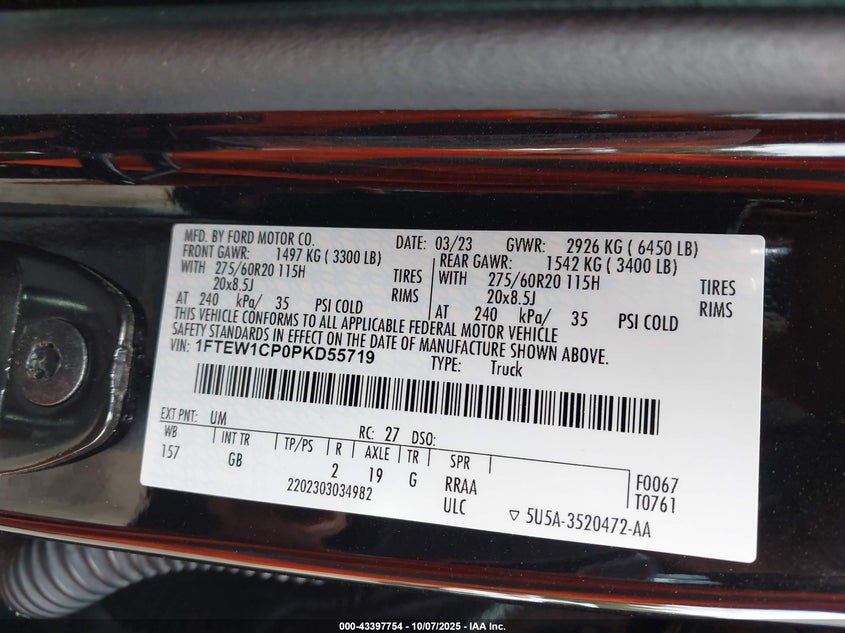 MFD. BY FORD MOTOR CO. DATE: 03/23 GVWR: 2926 KG ( 6450 LB)
FRONT GAWR: 1497 KG ( 3300 LB) REAR GAWR: 1542 KG ( 3400 LB)
WITH 275/60R20 115H TIRES WITH 275/60R20 115H TIRES
20x8.5J RIMS 20x8.5J RIMS
AT 240 kPa/ 35 PSI COLD AT 240 kPa/ 35 PSI COLD
THIS VEHICLE CONFORMS TO ALL APPLICABLE FEDERAL MOTOR VEHICLE
SAFETY STANDARDS IN EFFECT ON THE DATE OF MANUFACTURE SHOWN ABOVE.
VIN: 1FTEW1CP0PKD55719 TYPE: Truck
EXT PNT: UM RC: 27 DSO:
WB INT TR TP/PS R AXLE TR SPR
157 GB 2 19 G RRAA F0067
2202303034982 ULC T0761
▽ 5U5A-3520472-AA
000-43397754 - 10/07/2025 - IAA Inc.